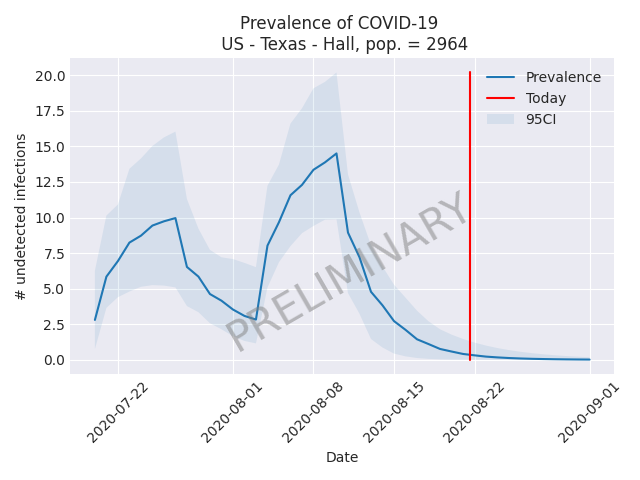 Prevalence of COVID-19
US - Texas - Hall, pop. = 2964
# undetected infections
20.0
17.5
15.0
12.5
10.0
7.5
5.0
2.5
0.0
Prevalence
Today
95CI
PRELIMINARY
2020-07-22
2020-08-01
2020-08-08
2020-08-15
2020-08-22
2020-09-01
Date